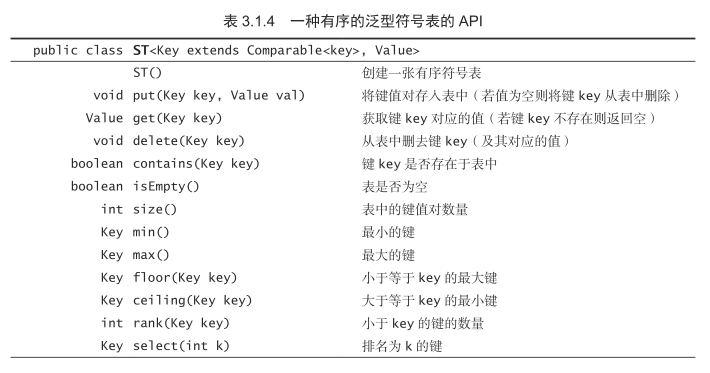 表 3.1.4 一种有序的泛型符号表的 API
public class ST<Key extends Comparable<key>, Value>
ST() 创建一张有序符号表
void put(Key key, Value val) 将键值对存入表中（若值为空则将键 key 从表中删除）
Value get(Key key) 获取键 key 对应的值（若键 key 不存在则返回空）
void delete(Key key) 从表中删去键 key（及其对应的值）
boolean contains(Key key) 键 key 是否存在于表中
boolean isEmpty() 表是否为空
int size() 表中的键值对数量
Key min() 最小的键
Key max() 最大的键
Key floor(Key key) 小于等于 key 的最大键
Key ceiling(Key key) 大于等于 key 的最小键
int rank(Key key) 小于 key 的键的数量
Key select(int k) 排名为 k 的键